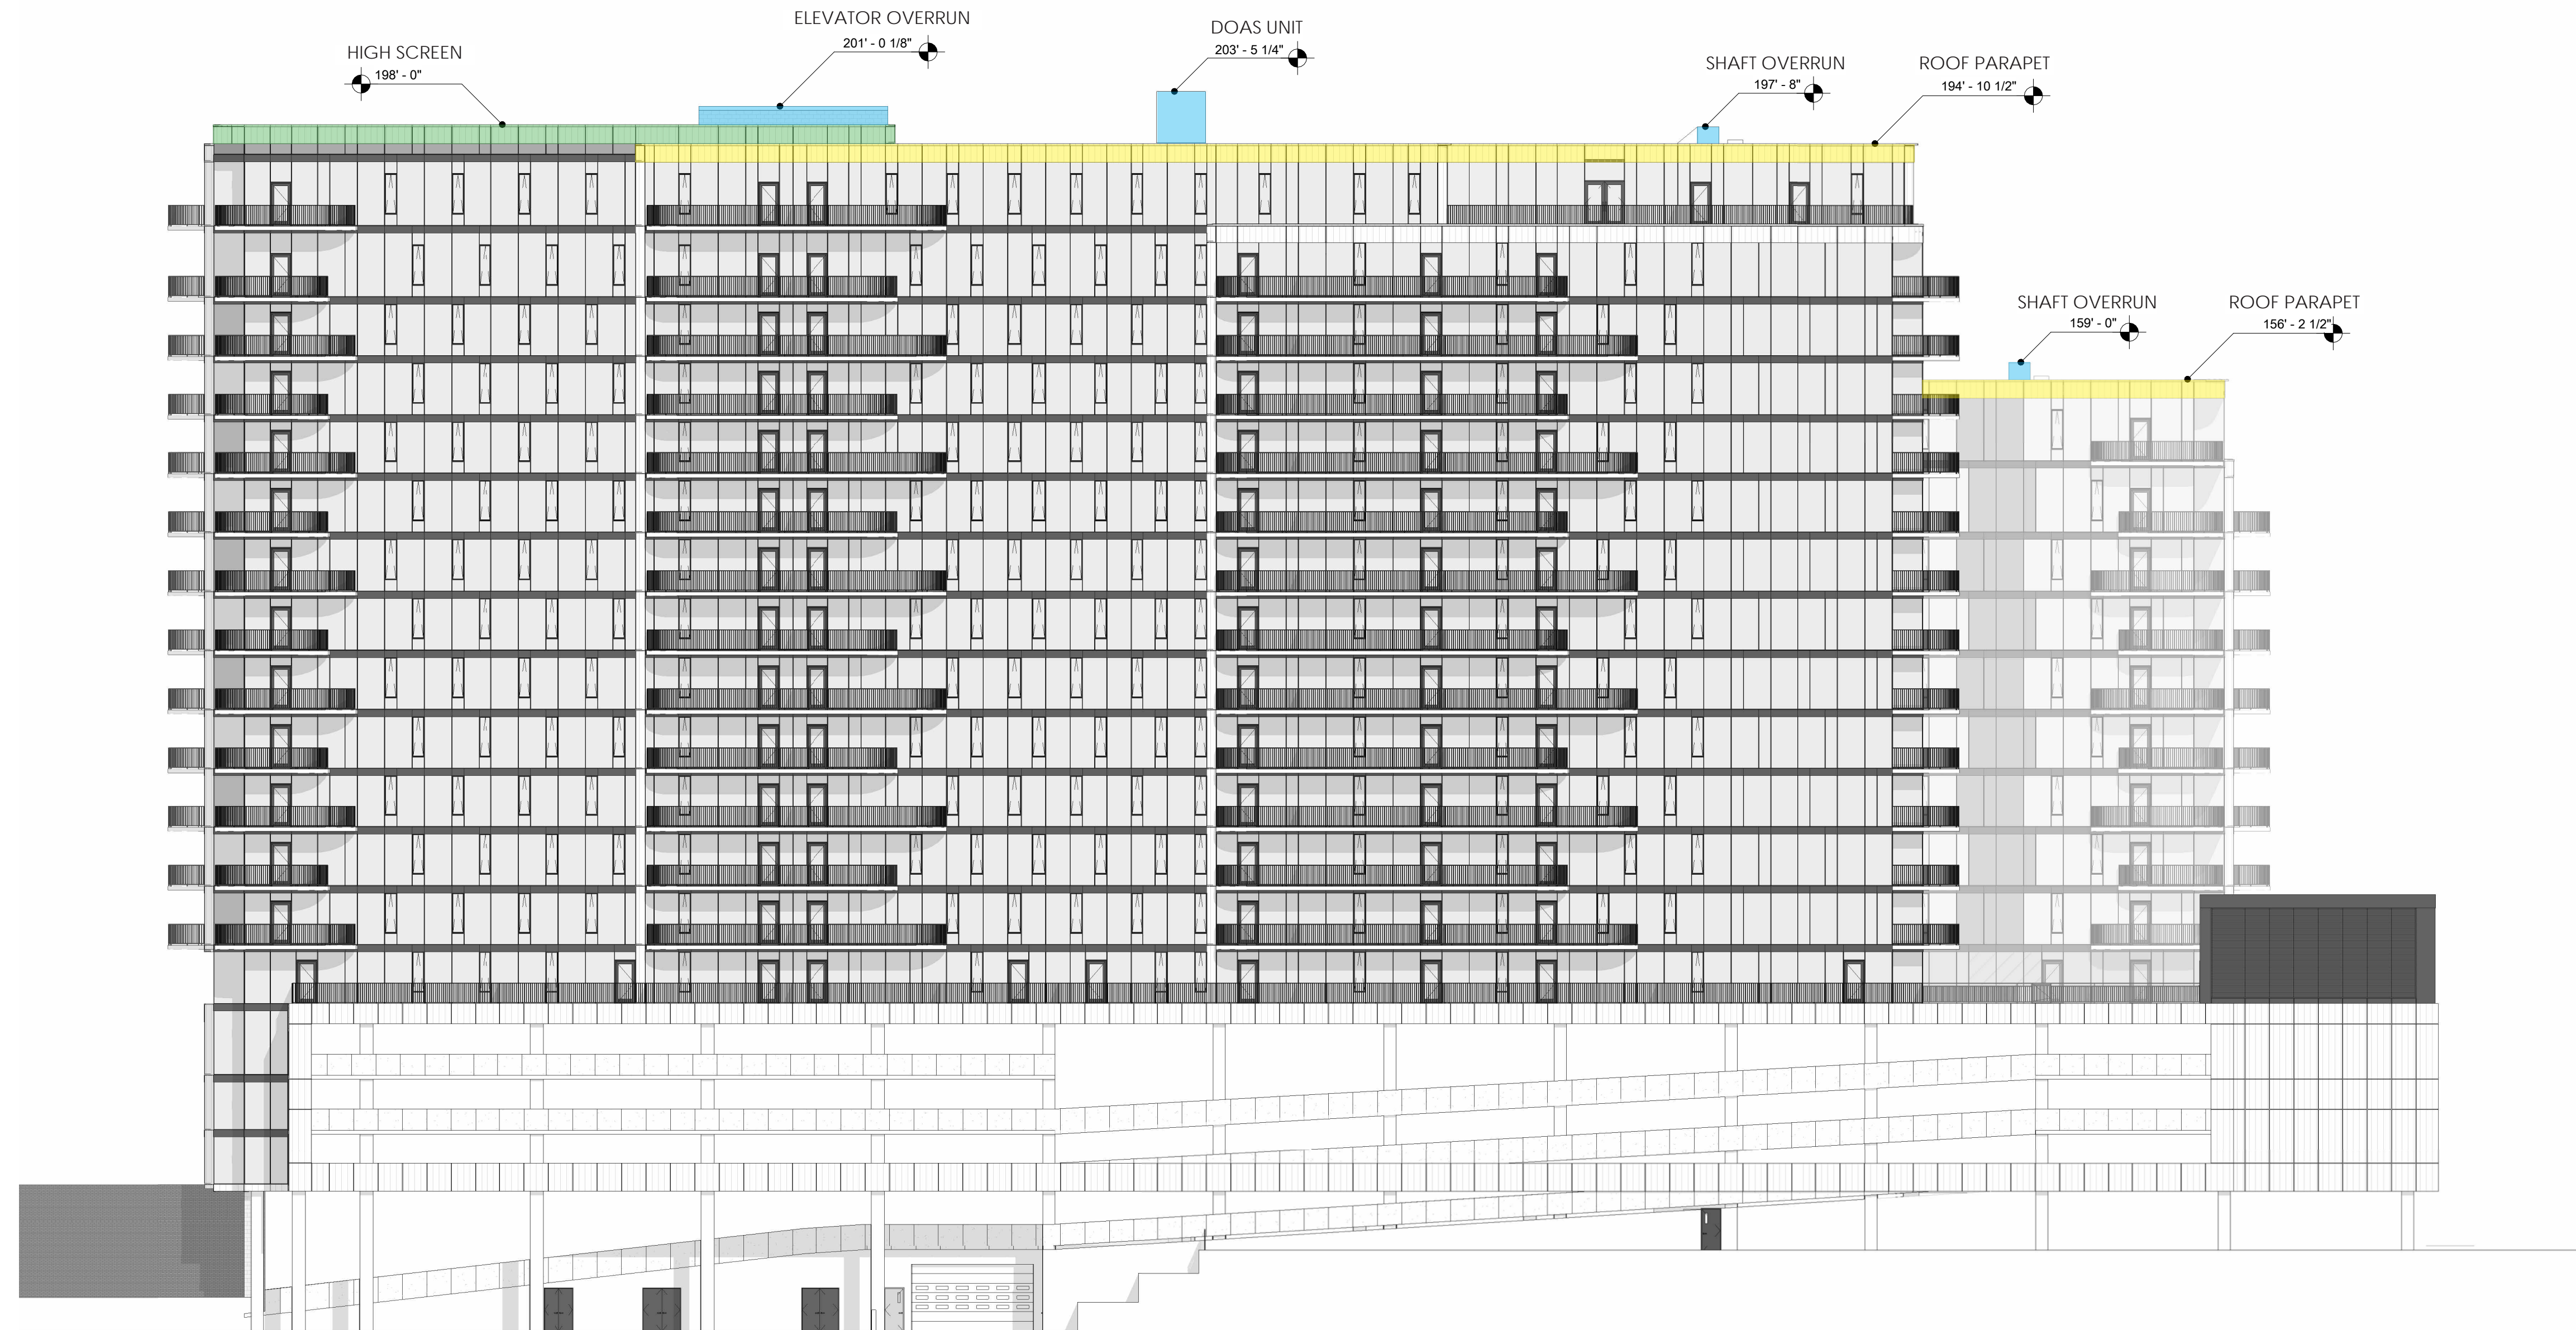 HIGH SCREEN
198' - 0"
ELEVATOR OVERRUN
201' - 0 1/8"
DOAS UNIT
203' - 5 1/4"
SHAFT OVERRUN
197' - 8"
ROOF PARAPET
194' - 10 1/2"
SHAFT OVERRUN
159' - 0"
ROOF PARAPET
156' - 2 1/2"